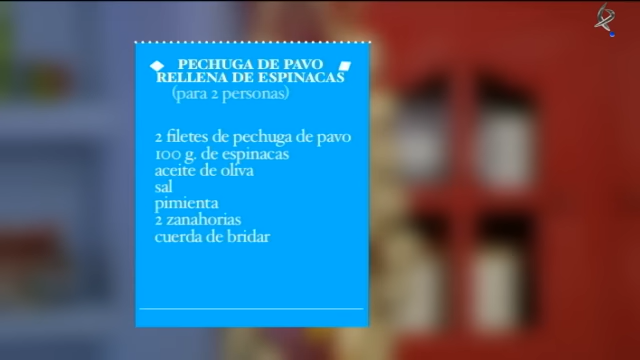 PECHUGA DE PAVO
RELLENA DE ESPINACAS
(para 2 personas)
2 filetes de pechuga de pavo
100 g. de espinacas
aceite de oliva
sal
pimienta
2 zanahorias
cuerda de bridar